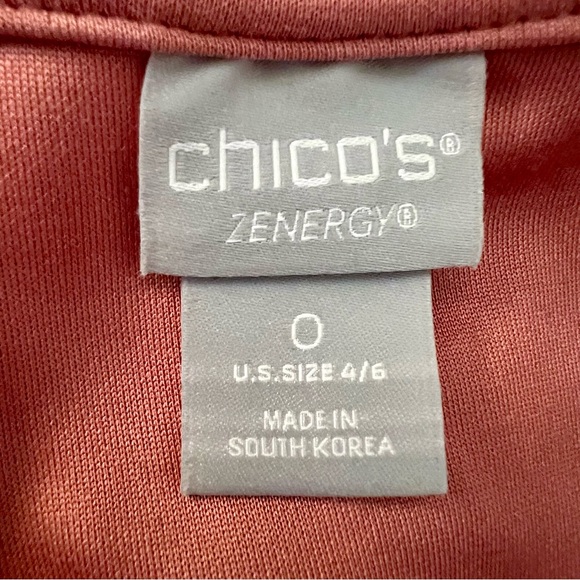 chico's®
ZENERGY®
0
U.S.SIZE 4/6
MADE IN
SOUTH KOREA